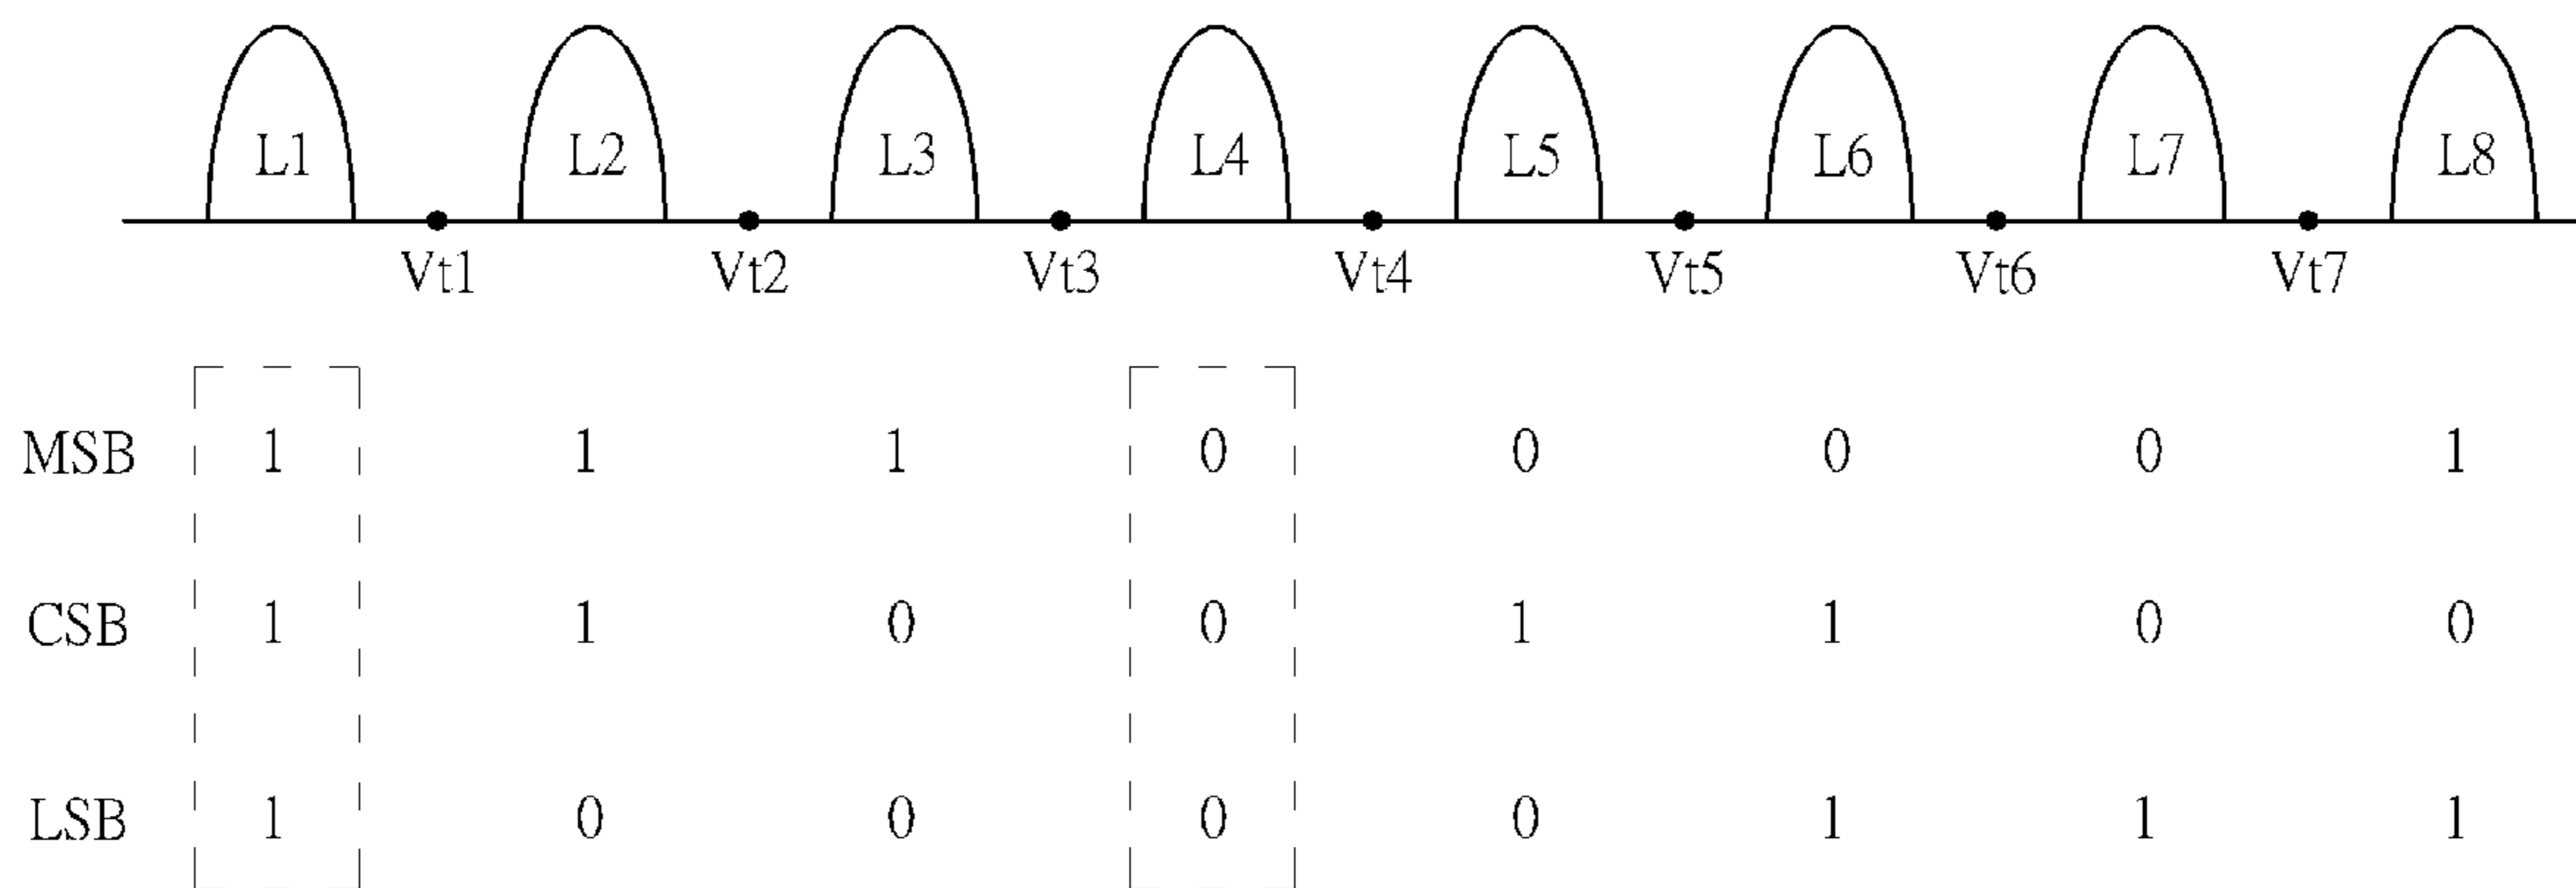 L1 L2 L3 L4 L5 L6 L7 L8
Vt1 Vt2 Vt3 Vt4 Vt5 Vt6 Vt7
MSB 1 1 1 0 0 0 0 1
CSB 1 1 0 0 1 1 0 0
LSB 1 0 0 0 0 1 1 1